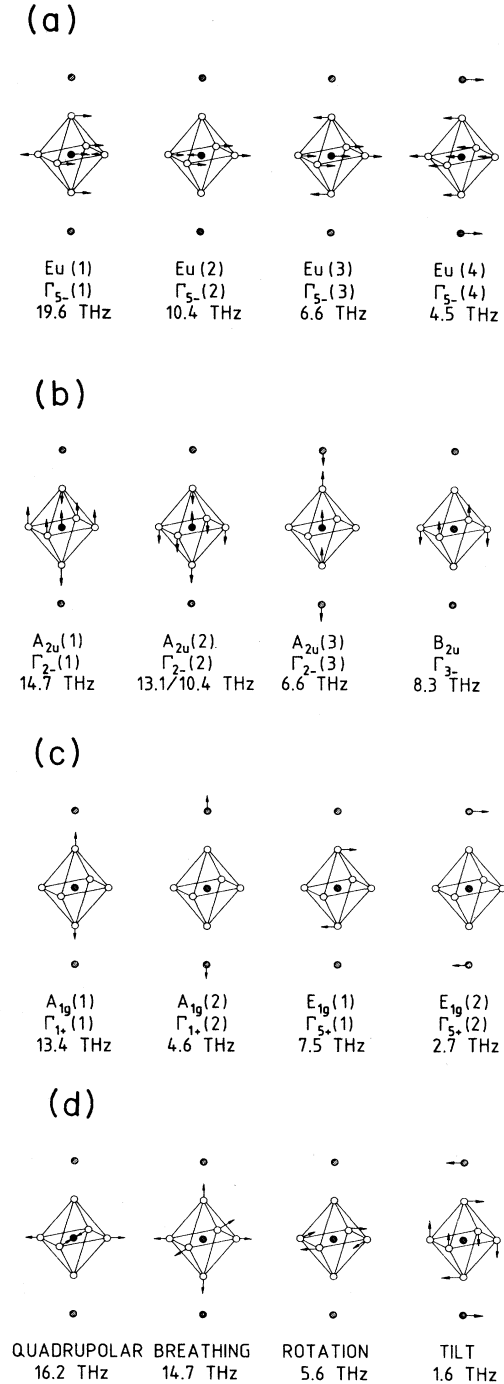 (a)
Eu (1) Eu (2) Eu (3) Eu (4)
Γ5-(1) Γ5-(2) Γ5-(3) Γ5-(4)
19.6 THz 10.4 THz 6.6 THz 4.5 THz
(b)
A2u(1) A2u(2) A2u(3) B2u
Γ2-(1) Γ2-(2) Γ2-(3) Γ3-
14.7 THz 13.1/10.4 THz 6.6 THz 8.3 THz
(c)
A1g(1) A1g(2) E1g(1) E1g(2)
Γ1+(1) Γ1+(2) Γ5+(1) Γ5+(2)
13.4 THz 4.6 THz 7.5 THz 2.7 THz
(d)
QUADRUPOLAR BREATHING ROTATION TILT
16.2 THz 14.7 THz 5.6 THz 1.6 THz